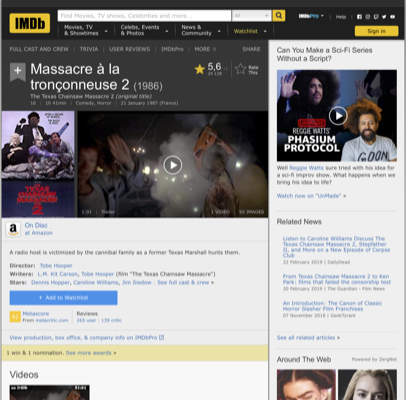 IMDb
Find Movies, TV shows, Celebrities and more...
All
IMDbPro
Help
Movies, TV
& Showtimes
Celebs, Events
& Photos
News &
Community
Watchlist
Sign in
FULL CAST AND CREW | TRIVIA | USER REVIEWS | IMDbPro | MORE
SHARE
Massacre à la
tronçonneuse 2 (1986)
5,6
Rate
This
The Texas Chainsaw Massacre 2 (original title)
16 | 1h 41min | Comedy, Horror | 21 January 1987 (France)
1:01 | Trailer
1 VIDEO | 91 IMAGES
On Disc
at Amazon
A radio host is victimized by the cannibal family as a former Texas Marshall hunts them.
Director: Tobe Hooper
Writers: L.M. Kit Carson, Tobe Hooper (film "The Texas Chainsaw Massacre")
Stars: Dennis Hopper, Caroline Williams, Jim Siedow | See full cast & crew »
+ Add to Watchlist
Metascore
From metacritic.com
Reviews
265 user | 139 critic
View production, box office, & company info on IMDbPro
1 win & 1 nomination. See more awards »
Videos
Can You Make a Sci-Fi Series
Without a Script?
REGGIE WATTS'
PHASIUM
PROTOCOL
Well Reggie Watts sure tried with his idea for
a sci-fi improv show. What happens when we
bring his idea to life?
Watch now on "UnMade" »
Related News
Listen to Caroline Williams Discuss The
Texas Chainsaw Massacre 2, Stepfather
II, and More on a New Episode of Corpse
Club
22 February 2019 | DailyDead
From Texas Chainsaw Massacre 2 to Ken
Park: films that failed the censorship test
20 February 2019 | The Guardian - Film News
An Introduction: The Canon of Classic
Horror Slasher Film Franchises
07 November 2018 | GeekTyrant
See all related articles »
Around The Web
Powered by ZergNet